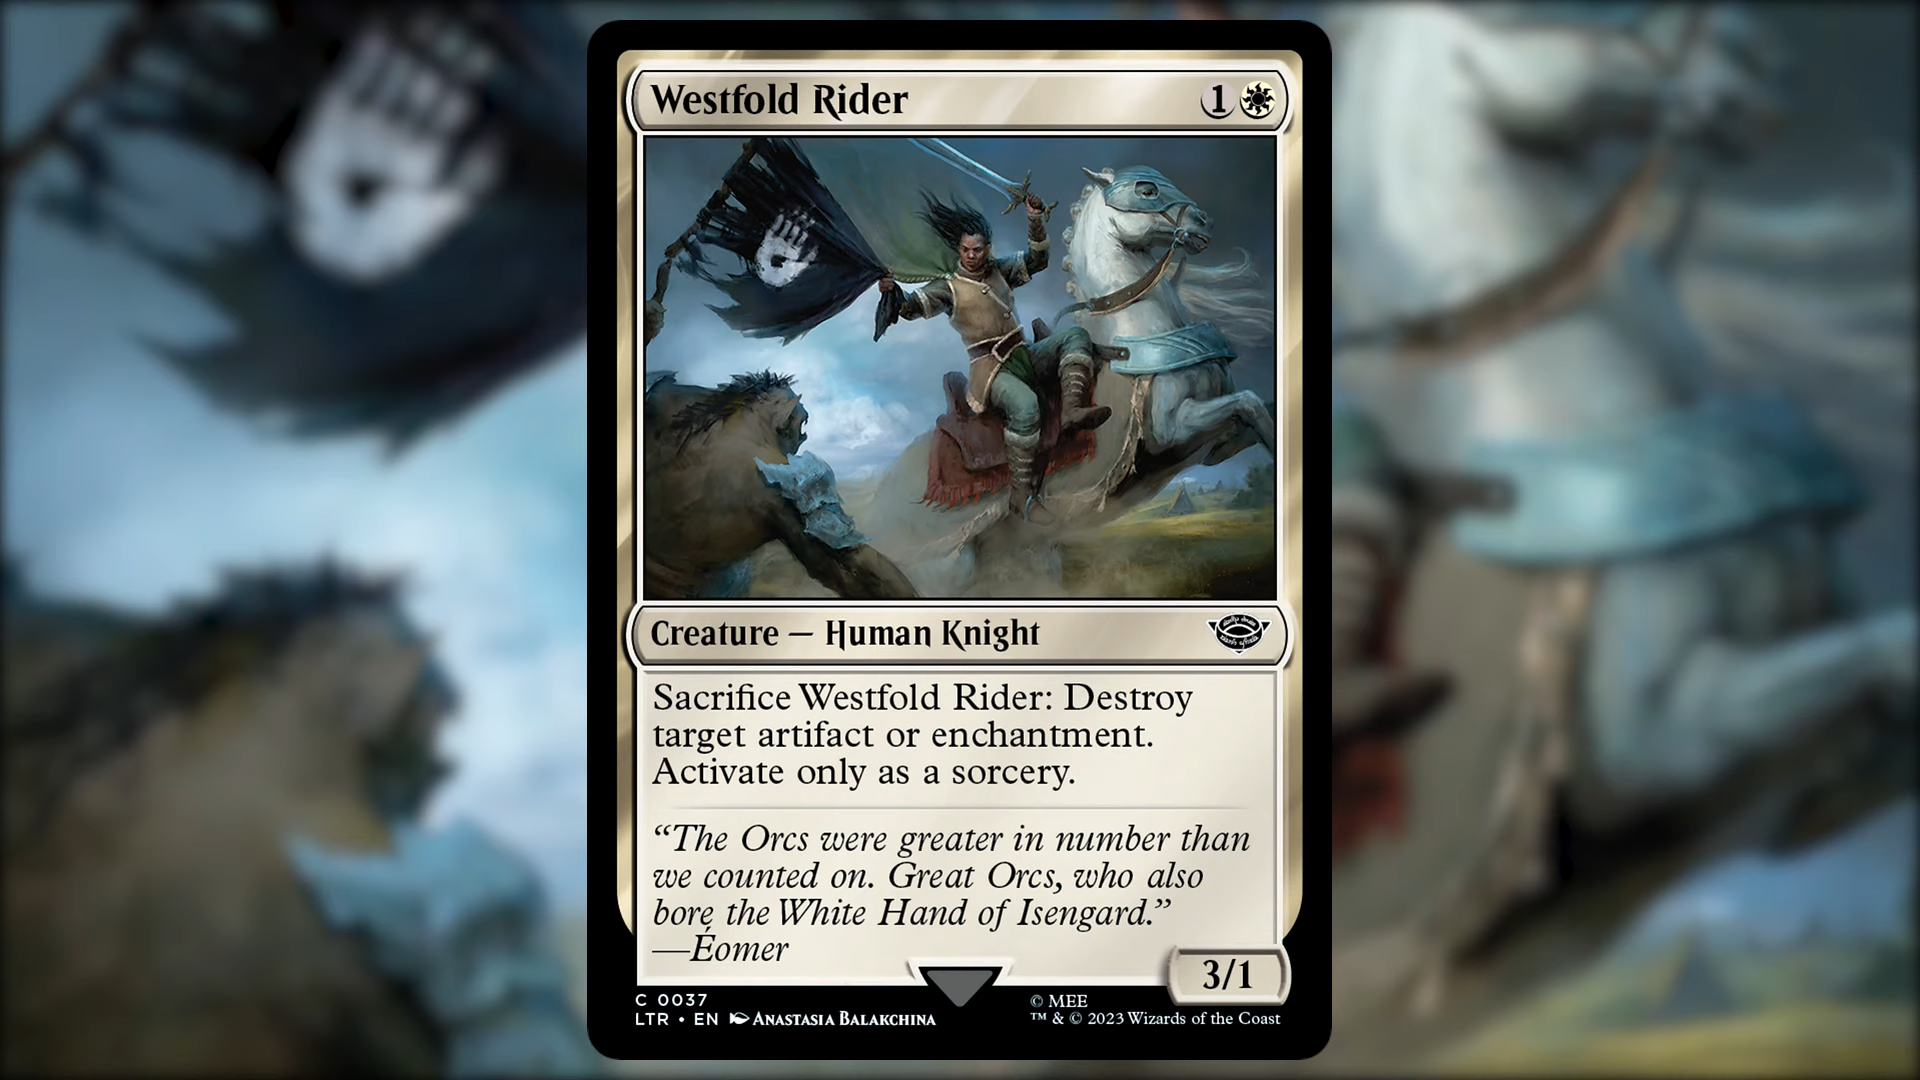 Westfold Rider 1
Creature — Human Knight
Sacrifice Westfold Rider: Destroy
target artifact or enchantment.
Activate only as a sorcery.
“The Orcs were greater in number than
we counted on. Great Orcs, who also
bore the White Hand of Isengard.”
—Éomer
3/1
C 0037
LTR • EN Anastasia Balakchina
© MEE
™ & © 2023 Wizards of the Coast